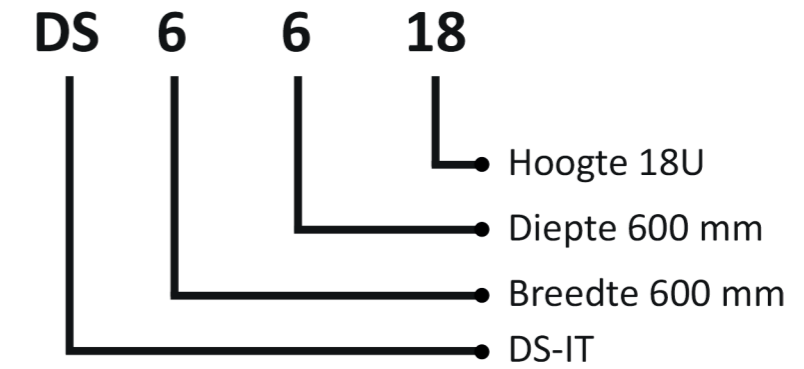 DS 6 6 18
Hoogte 18U
Diepte 600 mm
Breedte 600 mm
DS-IT